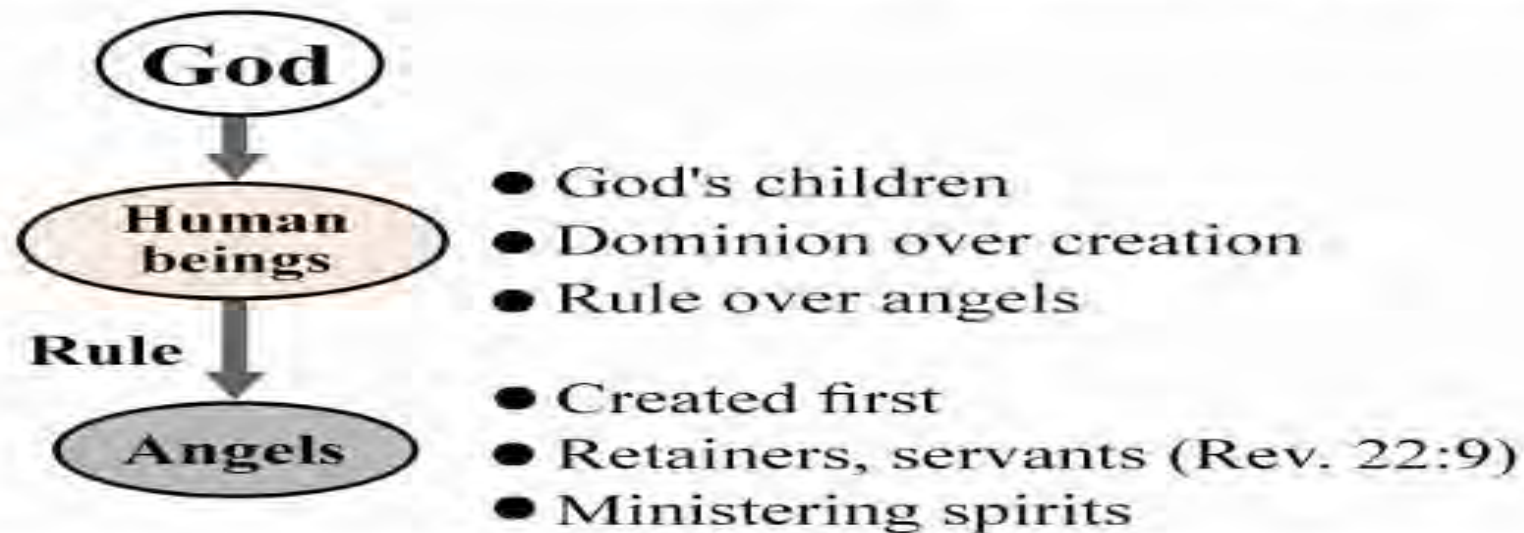 God
Human
beings
● God's children
● Dominion over creation
● Rule over angels
Rule
Angels
● Created first
● Retainers, servants (Rev. 22:9)
● Ministering spirits